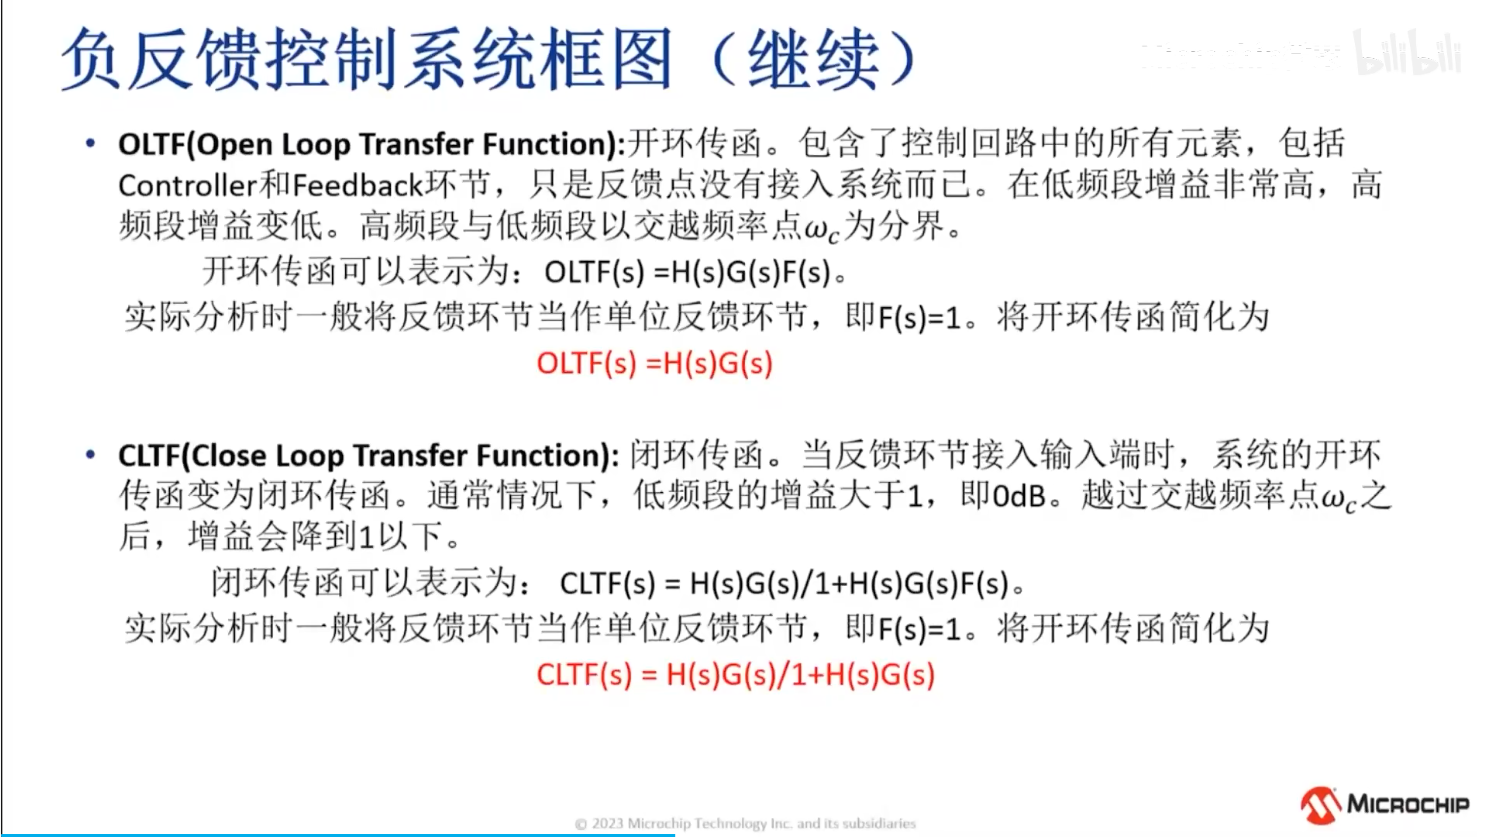 负反馈控制系统框图（继续）
bilibili
• OLTF(Open Loop Transfer Function):开环传函。包含了控制回路中的所有元素，包括
Controller和Feedback环节，只是反馈点没有接入系统而已。在低频段增益非常高，高
频段增益变低。高频段与低频段以交越频率点ω꜀为分界。
开环传函可以表示为：OLTF(s) =H(s)G(s)F(s)。
实际分析时一般将反馈环节当作单位反馈环节，即F(s)=1。将开环传函简化为
OLTF(s) =H(s)G(s)
• CLTF(Close Loop Transfer Function): 闭环传函。当反馈环节接入输入端时，系统的开环
传函变为闭环传函。通常情况下，低频段的增益大于1，即0dB。越过交越频率点ω꜀之
后，增益会降到1以下。
闭环传函可以表示为： CLTF(s) = H(s)G(s)/1+H(s)G(s)F(s)。
实际分析时一般将反馈环节当作单位反馈环节，即F(s)=1。将开环传函简化为
CLTF(s) = H(s)G(s)/1+H(s)G(s)
MICROCHIP
© 2023 Microchip Technology Inc. and its subsidiaries